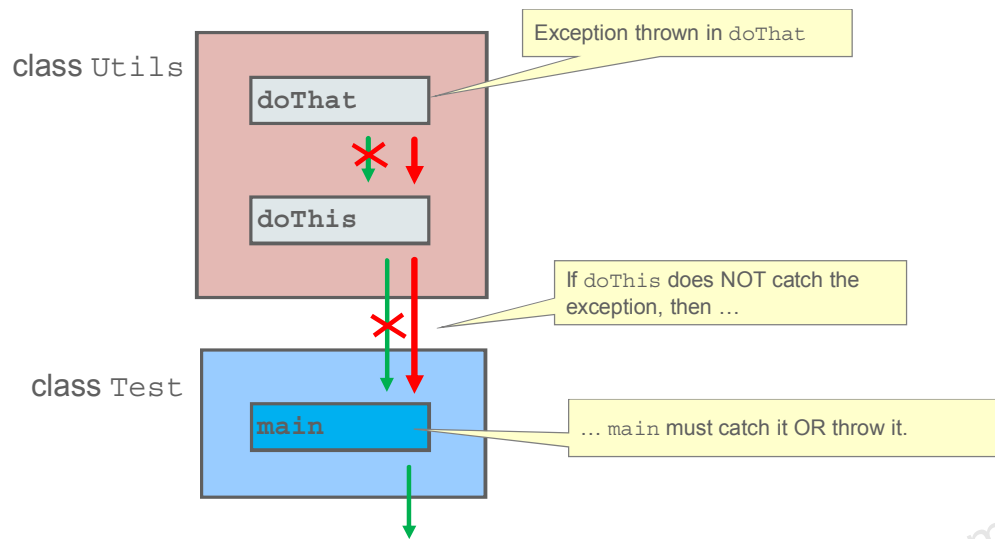 Exception thrown in doThat
class Utils
doThat
doThis
If doThis does NOT catch the
exception, then …
class Test
main
… main must catch it OR throw it.